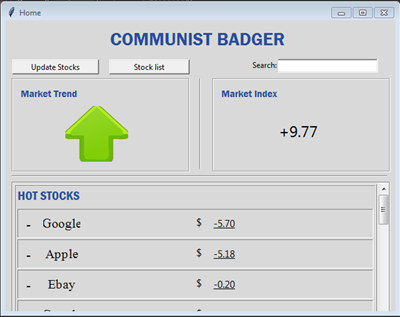 Home
COMMUNIST BADGER
Update Stocks Stock list Search:
Market Trend Market Index
+9.77
HOT STOCKS
- Google $ -5.70
- Apple $ -5.18
- Ebay $ -0.20